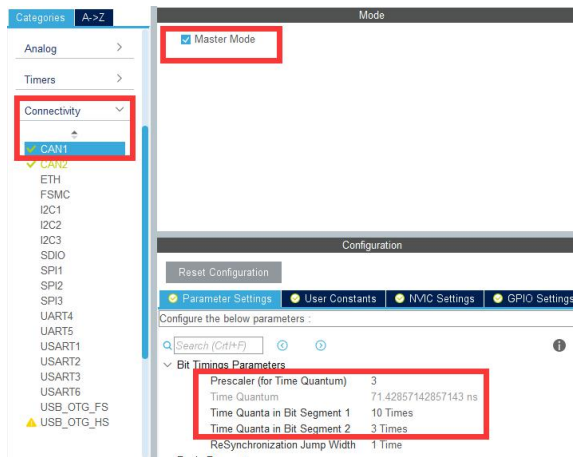 Categories A->Z
Analog
Timers
Connectivity
CAN1
CAN2
ETH
FSMC
I2C1
I2C2
I2C3
SDIO
SPI1
SPI2
SPI3
UART4
UART5
USART1
USART2
USART3
USART6
USB_OTG_FS
USB_OTG_HS
Mode
Master Mode
Configuration
Reset Configuration
Parameter Settings User Constants NVIC Settings GPIO Settings
Configure the below parameters :
Search (Crtl+F)
Bit Timings Parameters
Prescaler (for Time Quantum) 3
Time Quantum 71.42857142857143 ns
Time Quanta in Bit Segment 1 10 Times
Time Quanta in Bit Segment 2 3 Times
ReSynchronization Jump Width 1 Time